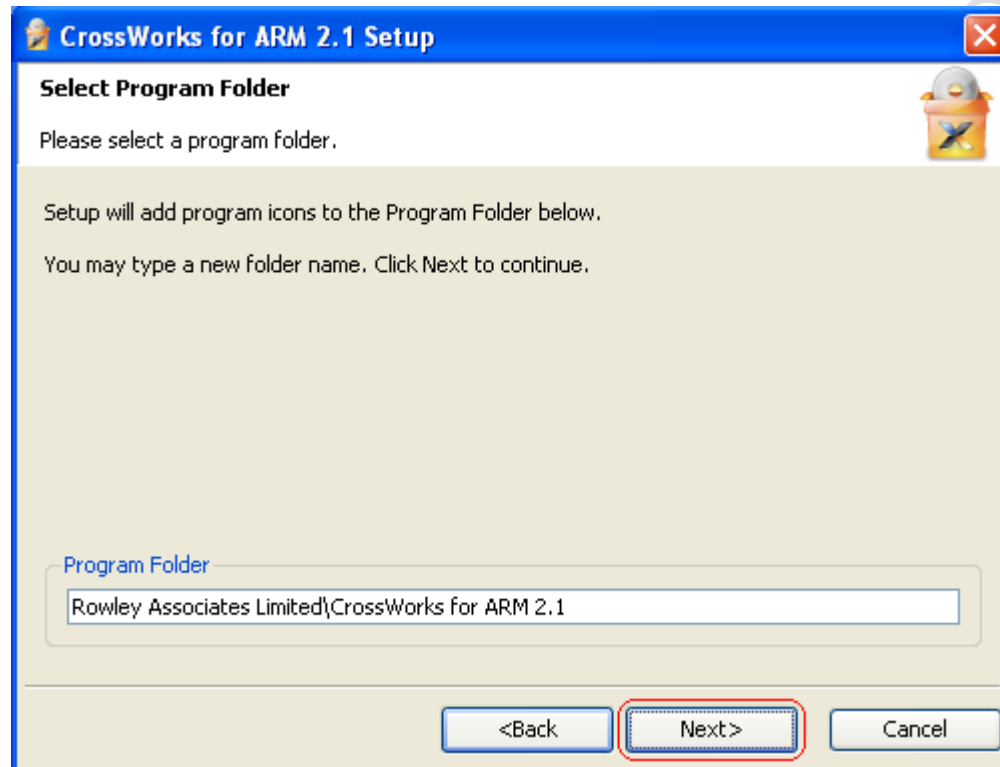 CrossWorks for ARM 2.1 Setup
Select Program Folder
Please select a program folder.
Setup will add program icons to the Program Folder below.
You may type a new folder name. Click Next to continue.
Program Folder
Rowley Associates Limited\CrossWorks for ARM 2.1
<Back Next> Cancel